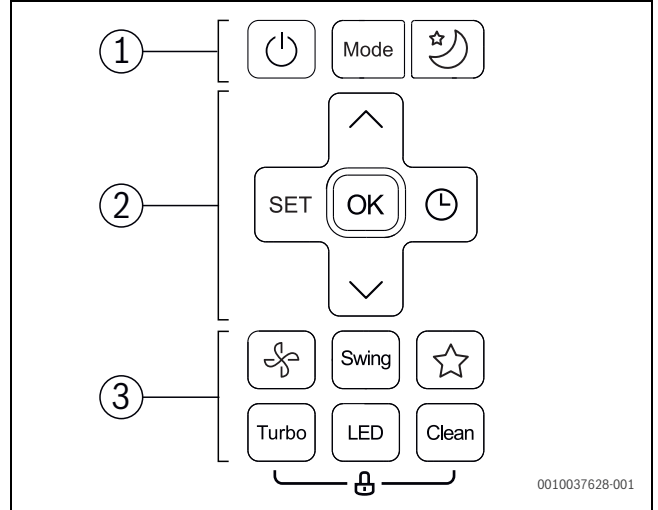 1
Mode
2
SET
OK
3
Swing
Turbo
LED
Clean
0010037628-001